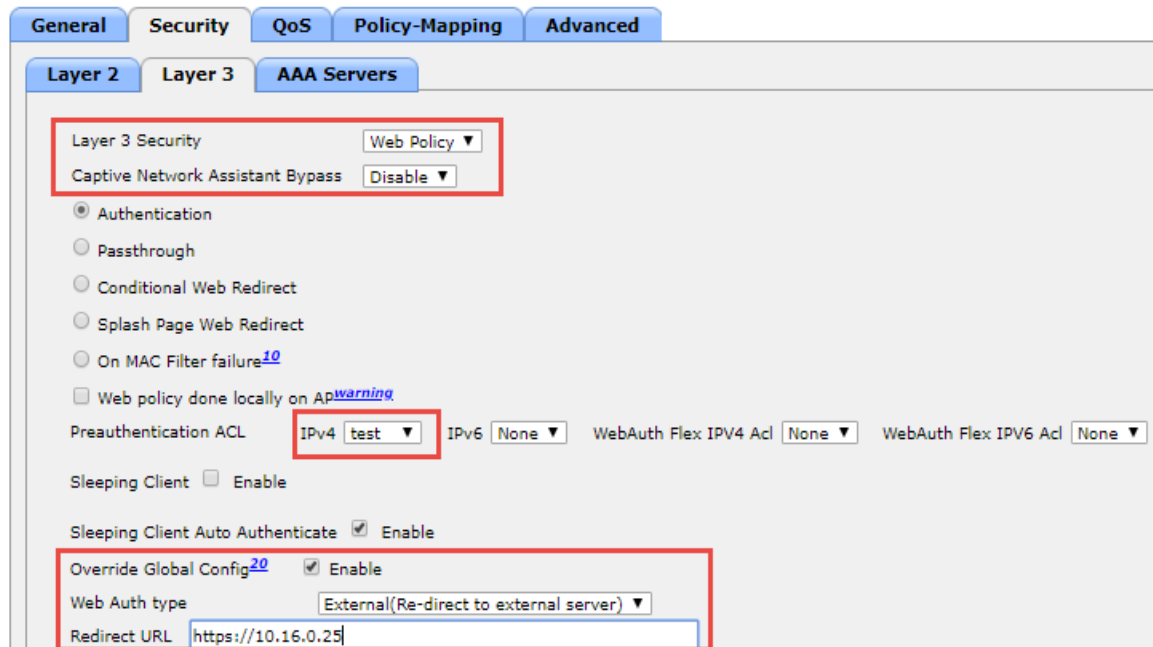 General Security QoS Policy-Mapping Advanced
Layer 2 Layer 3 AAA Servers
Layer 3 Security Web Policy
Captive Network Assistant Bypass Disable
Authentication
Passthrough
Conditional Web Redirect
Splash Page Web Redirect
On MAC Filter failure10
Web policy done locally on APwarning
Preauthentication ACL IPv4 test IPv6 None WebAuth Flex IPV4 Acl None WebAuth Flex IPV6 Acl None
Sleeping Client Enable
Sleeping Client Auto Authenticate Enable
Override Global Config20 Enable
Web Auth type External(Re-direct to external server)
Redirect URL https://10.16.0.25